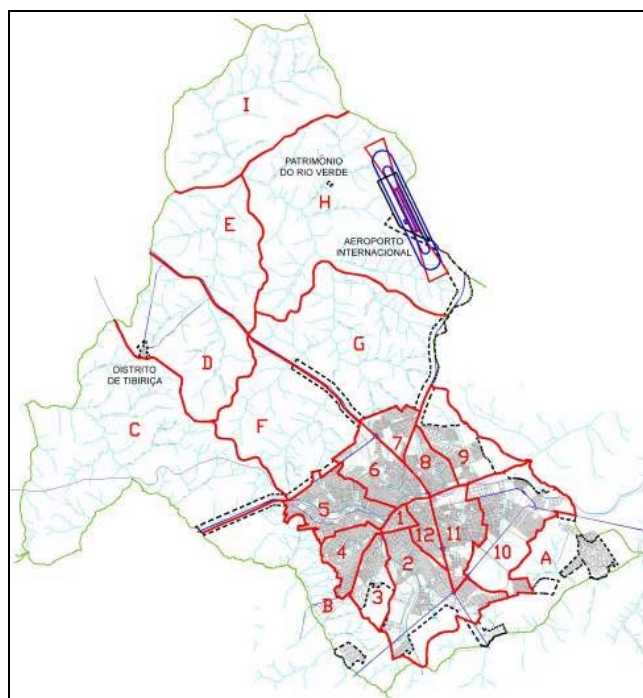 I
PATRIMÔNIO
DO RIO VERDE
H
E
AEROPORTO
INTERNACIONAL
G
D
DISTRITO
DE TIBIRIÇA
C
F
7
6
8
9
5
1
12
11
4
2
10
A
3
B